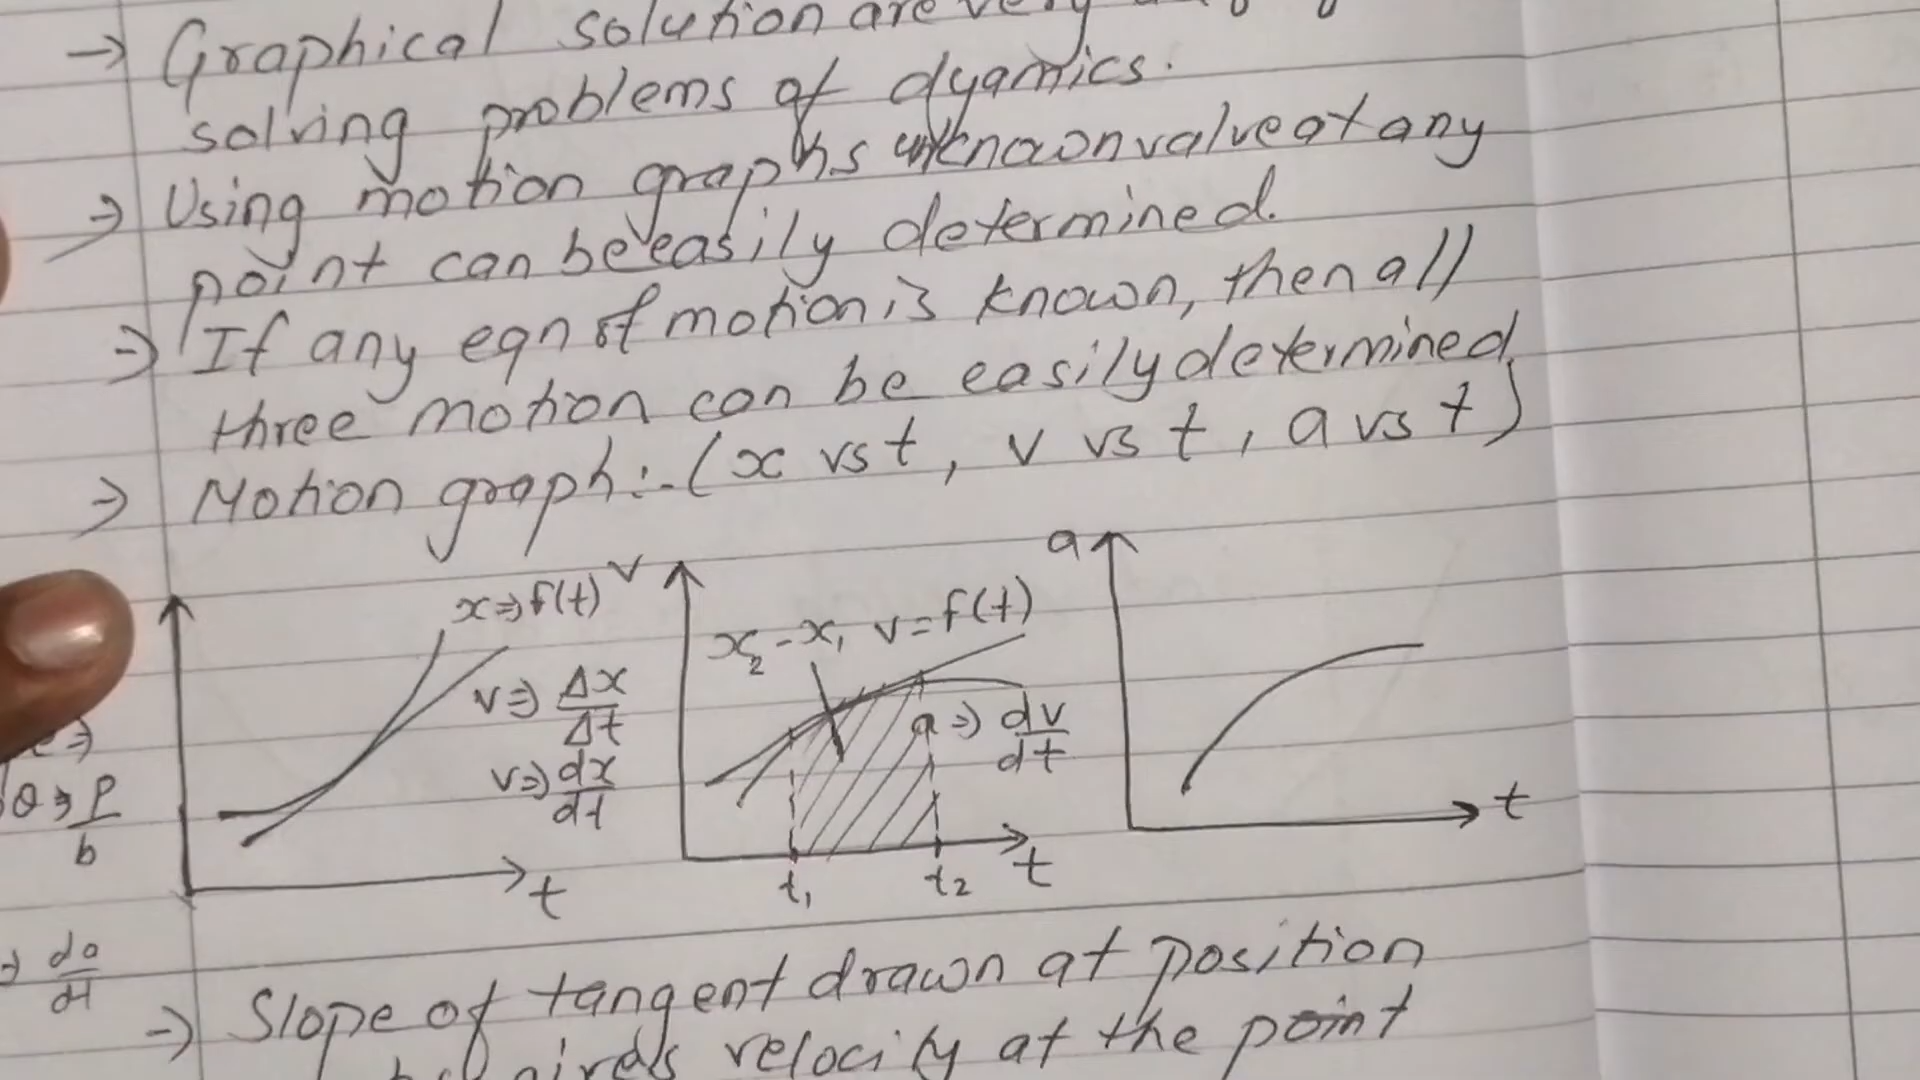 → Graphical solution are very
solving problems of dyamics.
⇒ Using motion graphs unknown value at any
point can be easily determined.
⇒ If any eqn of motion is known, then all
three motion can be easily determined.
⇒ Motion graph:-(x vs t, v vs t, a vs t)
x⇒f(t)
v⇒ Δx/Δt
v⇒ dx/dt
t
v
x₂-x₁ v=f(t)
a⇒ dv/dt
t₁ t₂ t
a
t
θ⇒ P/b
⇒ dθ/dt
⇒ Slope of tangent drawn at position
velocity at the point